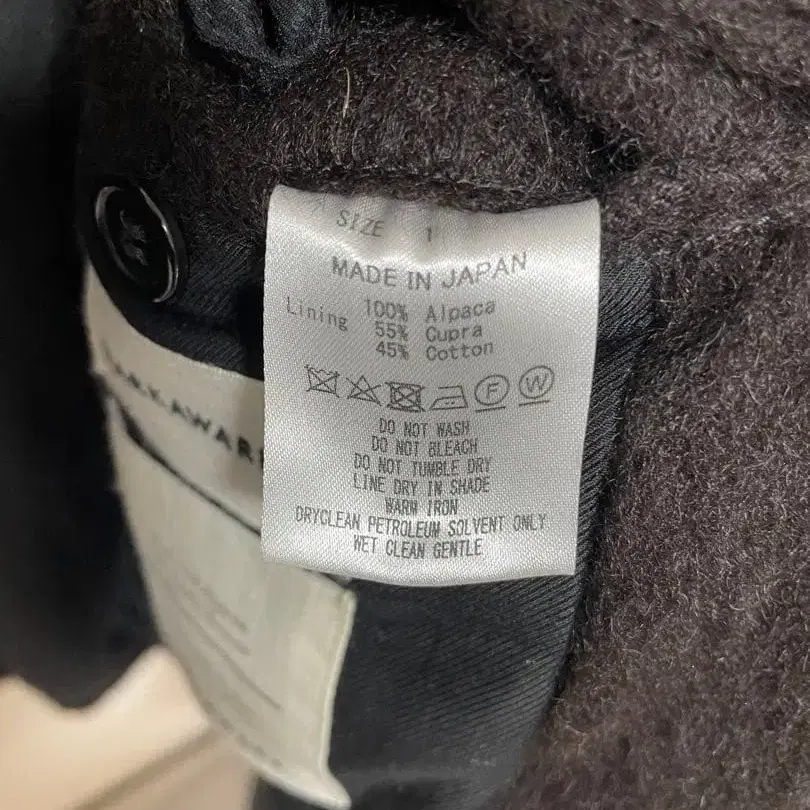 SIZE 1
MADE IN JAPAN
100% Alpaca
Lining 55% Cupra
45% Cotton
F W
DO NOT WASH
DO NOT BLEACH
DO NOT TUMBLE DRY
LINE DRY IN SHADE
WARM IRON
DRYCLEAN PETROLEUM SOLVENT ONLY
WET CLEAN GENTLE